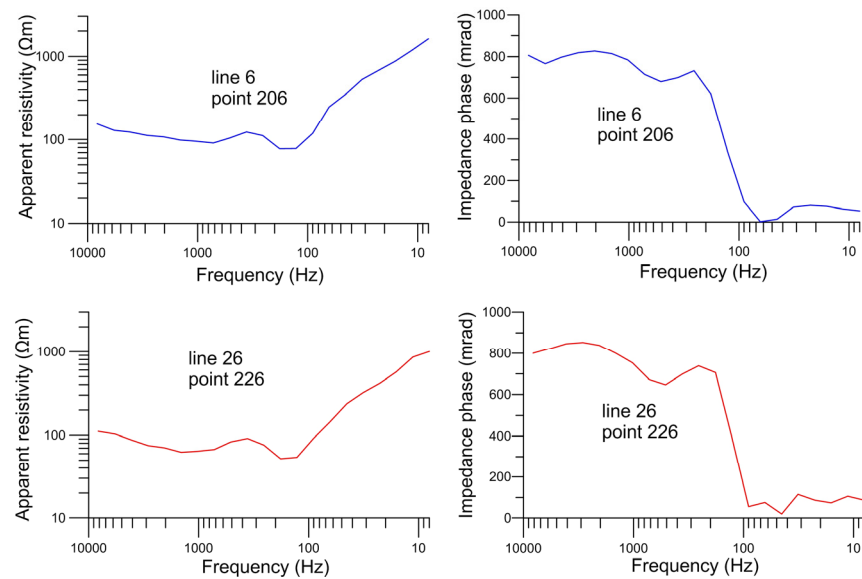 Apparent resistivity (Ωm)
1000
100
10
line 6
point 206
10000
1000
100
10
Frequency (Hz)
Impedance phase (mrad)
1000
800
600
400
200
0
line 6
point 206
10000
1000
100
10
Frequency (Hz)
Apparent resistivity (Ωm)
1000
100
10
line 26
point 226
10000
1000
100
10
Frequency (Hz)
Impedance phase (mrad)
1000
800
600
400
200
0
line 26
point 226
10000
1000
100
10
Frequency (Hz)